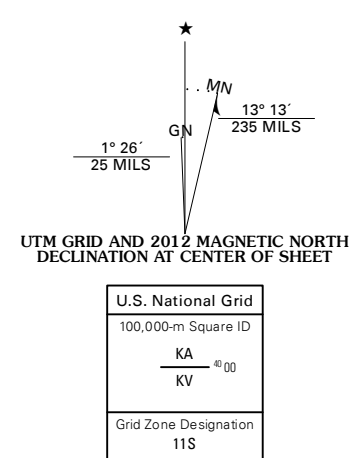 ★
MN
13° 13´
235 MILS
GN
1° 26´
25 MILS
UTM GRID AND 2012 MAGNETIC NORTH
DECLINATION AT CENTER OF SHEET
U.S. National Grid
100,000-m Square ID
KA
40 00
KV
Grid Zone Designation
11S